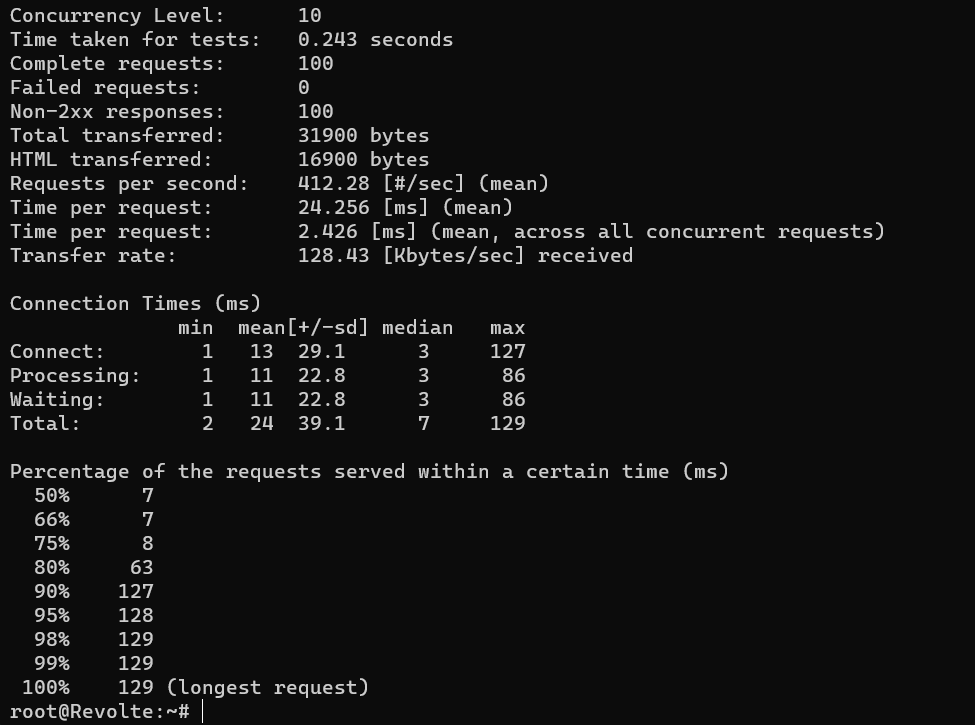 Concurrency Level:      10
Time taken for tests:   0.243 seconds
Complete requests:      100
Failed requests:        0
Non-2xx responses:      100
Total transferred:      31900 bytes
HTML transferred:       16900 bytes
Requests per second:    412.28 [#/sec] (mean)
Time per request:       24.256 [ms] (mean)
Time per request:       2.426 [ms] (mean, across all concurrent requests)
Transfer rate:          128.43 [Kbytes/sec] received

Connection Times (ms)
              min  mean[+/-sd] median   max
Connect:        1   13  29.1      3     127
Processing:     1   11  22.8      3      86
Waiting:        1   11  22.8      3      86
Total:          2   24  39.1      7     129

Percentage of the requests served within a certain time (ms)
  50%      7
  66%      7
  75%      8
  80%     63
  90%    127
  95%    128
  98%    129
  99%    129
 100%    129 (longest request)
root@Revolte:~#